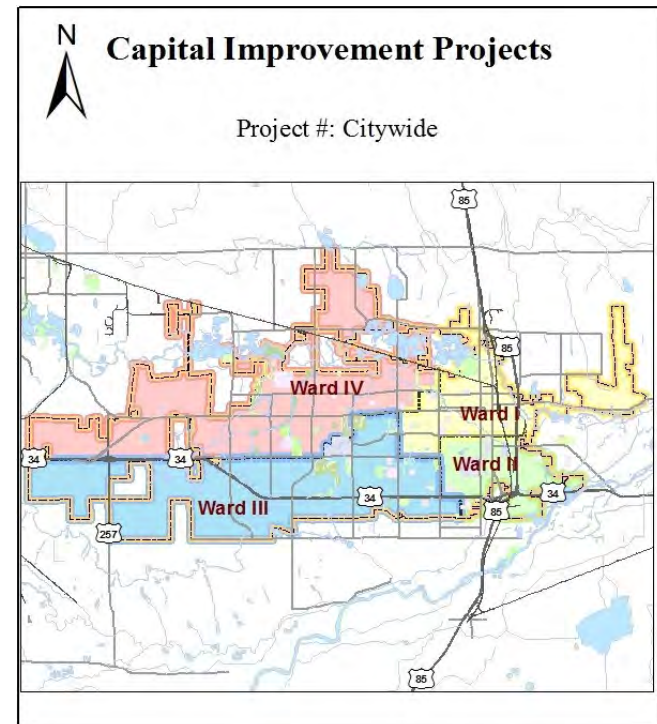 N
Capital Improvement Projects
Project #: Citywide
85
85
Ward IV
Ward I
34
34
Ward II
34
34
Ward III
85
257
85